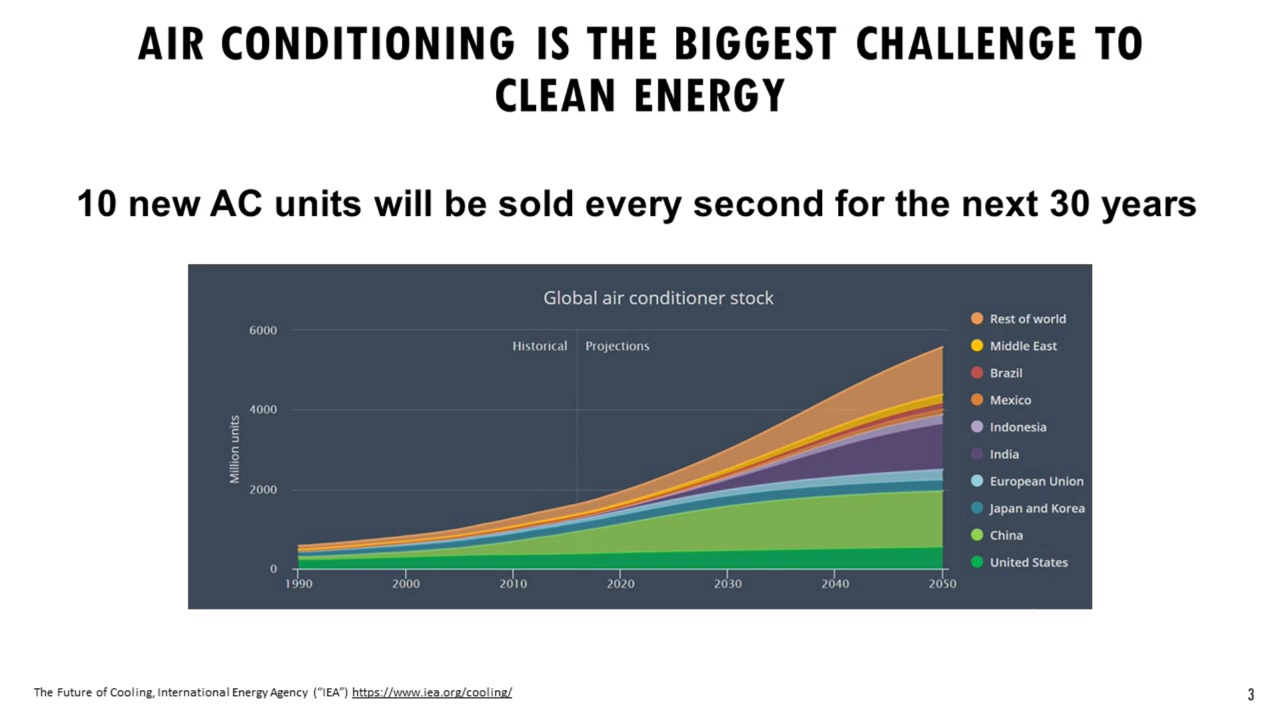 AIR CONDITIONING IS THE BIGGEST CHALLENGE TO
CLEAN ENERGY
10 new AC units will be sold every second for the next 30 years
Global air conditioner stock
Million units
6000
4000
2000
0
Historical
Projections
1990
2000
2010
2020
2030
2040
2050
Rest of world
Middle East
Brazil
Mexico
Indonesia
India
European Union
Japan and Korea
China
United States
The Future of Cooling, International Energy Agency (“IEA”) https://www.iea.org/cooling/
3